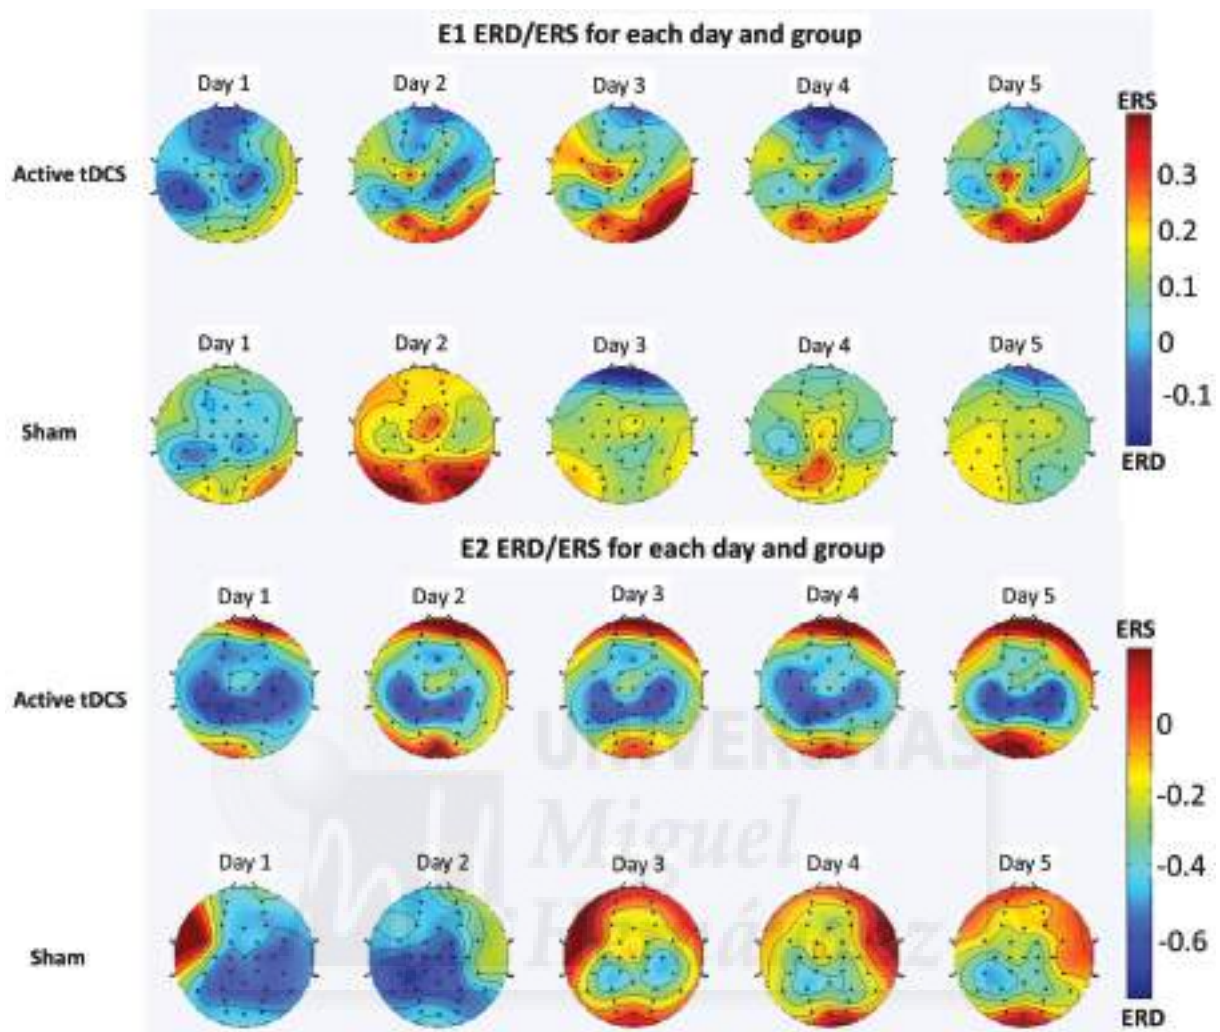 E1 ERD/ERS for each day and group
Day 1 Day 2 Day 3 Day 4 Day 5
ERS
Active tDCS
0.3
0.2
0.1
0
-0.1
ERD
Day 1 Day 2 Day 3 Day 4 Day 5
Sham
E2 ERD/ERS for each day and group
Day 1 Day 2 Day 3 Day 4 Day 5
ERS
Active tDCS
0
-0.2
-0.4
-0.6
ERD
UNIVERSITAS
Miguel
Hernández
Day 1 Day 2 Day 3 Day 4 Day 5
Sham